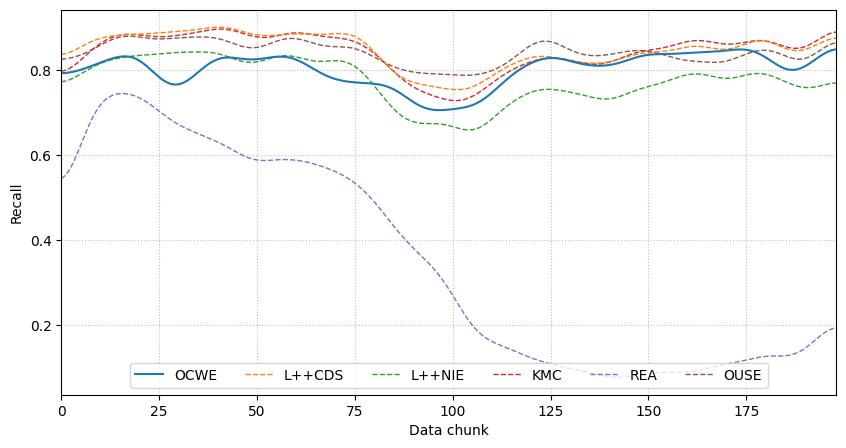 Recall
0.8
0.6
0.4
0.2
OCWE L++CDS L++NIE KMC REA OUSE
0 25 50 75 100 125 150 175
Data chunk